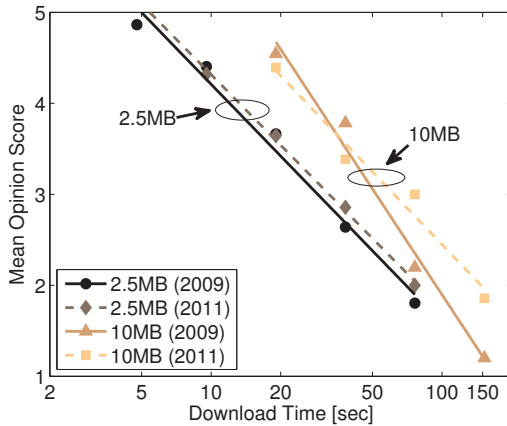 Mean Opinion Score
5
4
3
2
1
2.5MB
10MB
2.5MB (2009)
2.5MB (2011)
10MB (2009)
10MB (2011)
2 5 10 20 50 100 150
Download Time [sec]